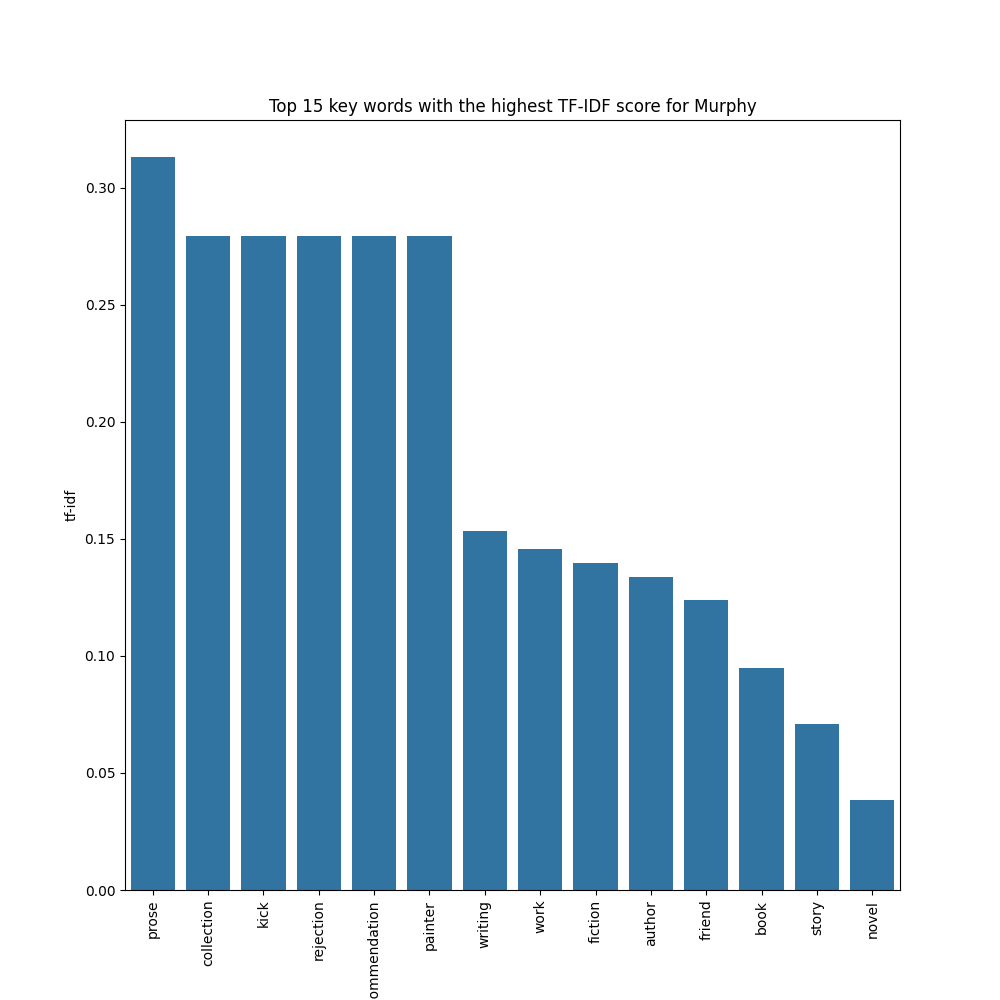 Top 15 key words with the highest TF-IDF score for Murphy
tf-idf
0.30
0.25
0.20
0.15
0.10
0.05
0.00
prose
collection
kick
rejection
ommendation
painter
writing
work
fiction
author
friend
book
story
novel